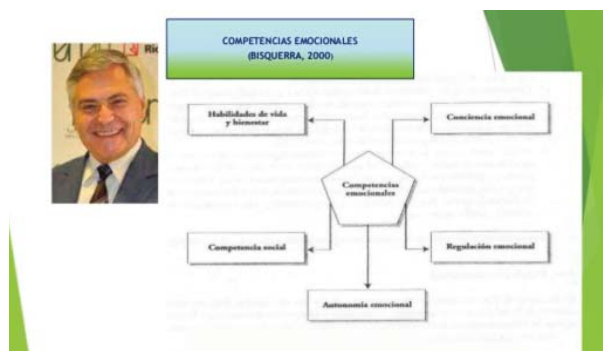 COMPETENCIAS EMOCIONALES
(BISQUERRA, 2000)
Habilidades de vida
y bienestar
Conciencia emocional
Competencias
emocionales
Competencia social
Regulación emocional
Autonomía emocional